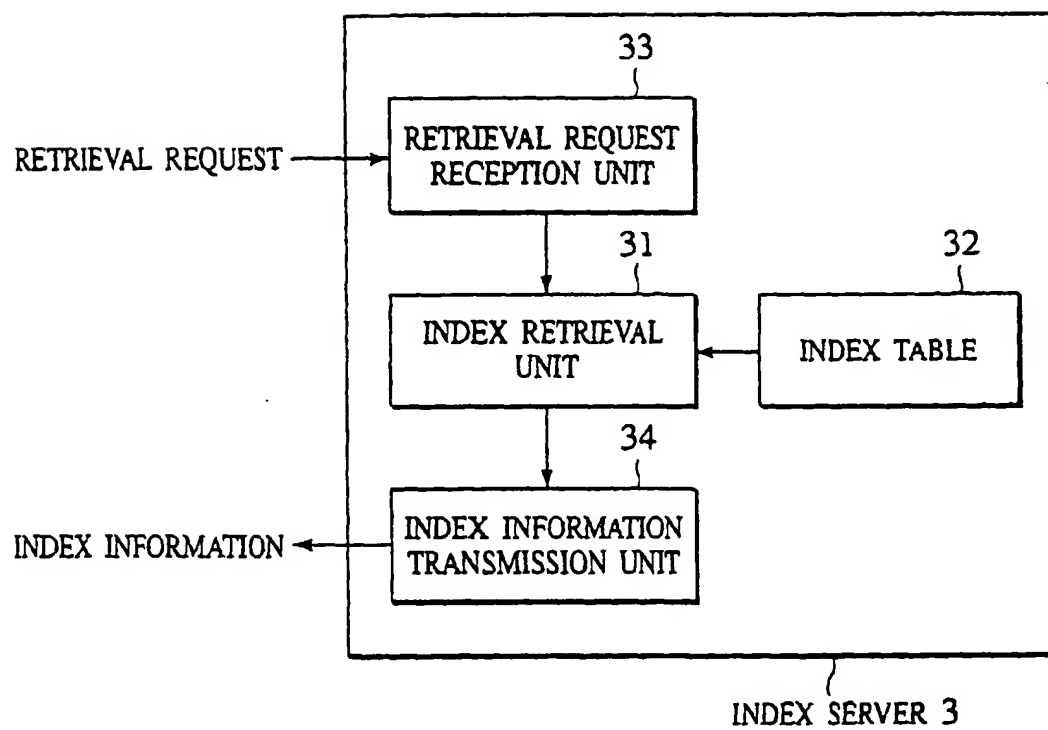 33
RETRIEVAL REQUEST
RETRIEVAL REQUEST
RECEPTION UNIT
31
32
INDEX RETRIEVAL
UNIT
INDEX TABLE
34
INDEX INFORMATION
INDEX INFORMATION
TRANSMISSION UNIT
INDEX SERVER 3